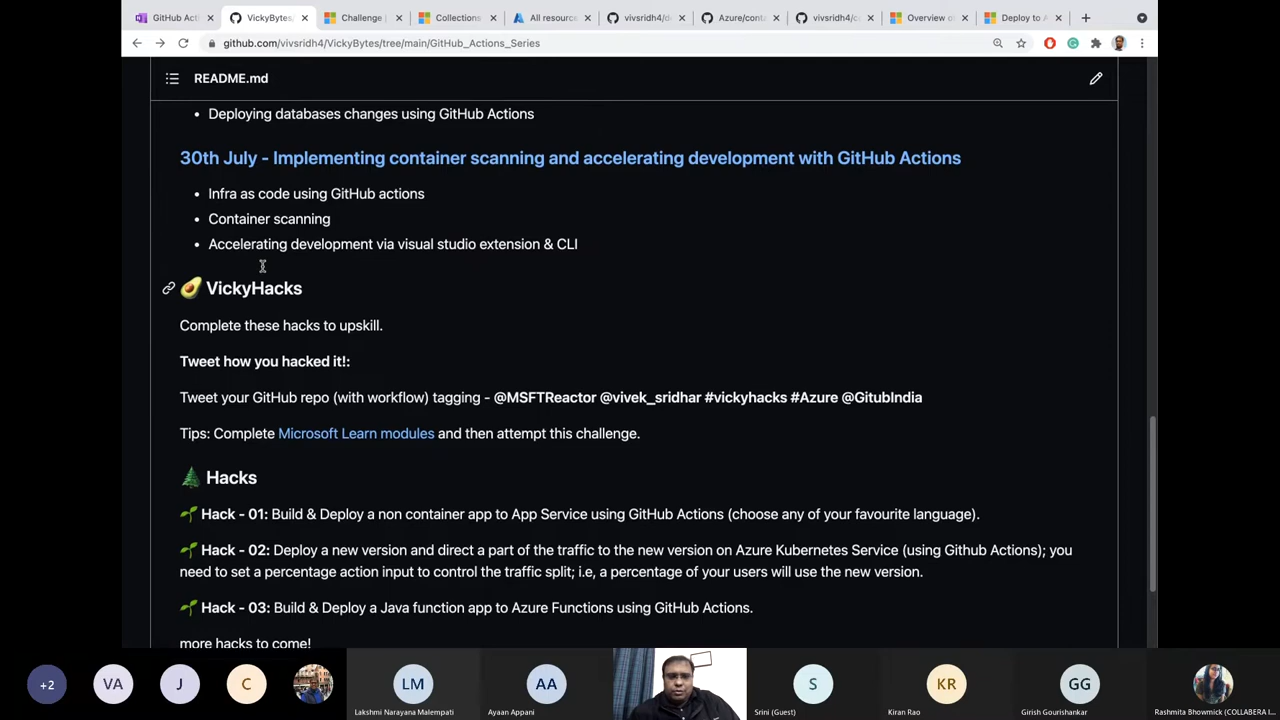 GitHub Act
VickyBytes
Challenge
Collections
All resourc
vivsridh4/d
Azure/cont
vivsridh4/c
Overview o
Deploy to A
github.com/vivsridh4/VickyBytes/tree/main/GitHub_Actions_Series
README.md
Deploying databases changes using GitHub Actions
30th July - Implementing container scanning and accelerating development with GitHub Actions
Infra as code using GitHub actions
Container scanning
Accelerating development via visual studio extension & CLI
VickyHacks
Complete these hacks to upskill.
Tweet how you hacked it!:
Tweet your GitHub repo (with workflow) tagging - @MSFTReactor @vivek_sridhar #vickyhacks #Azure @GitubIndia
Tips: Complete Microsoft Learn modules and then attempt this challenge.
Hacks
Hack - 01: Build & Deploy a non container app to App Service using GitHub Actions (choose any of your favourite language).
Hack - 02: Deploy a new version and direct a part of the traffic to the new version on Azure Kubernetes Service (using Github Actions); you
need to set a percentage action input to control the traffic split; i.e, a percentage of your users will use the new version.
Hack - 03: Build & Deploy a Java function app to Azure Functions using GitHub Actions.
more hacks to come!
+2
VA
J
C
LM
AA
S
KR
GG
Lakshmi Narayana Malempati
Ayaan Appani
Srini (Guest)
Kiran Rao
Girish Gourishankar
Rashmita Bhowmick (COLLABERA I...